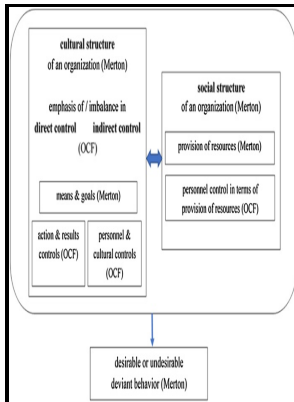 cultural structure
of an organization (Merton)
emphasis of / imbalance in
direct control indirect control
(OCF)
means & goals (Merton)
action & results
controls (OCF)
personnel &
cultural controls
(OCF)
social structure
of an organization (Merton)
provision of resources (Merton)
personnel control in terms of
provision of resources (OCF)
desirable or undesirable
deviant behavior (Merton)